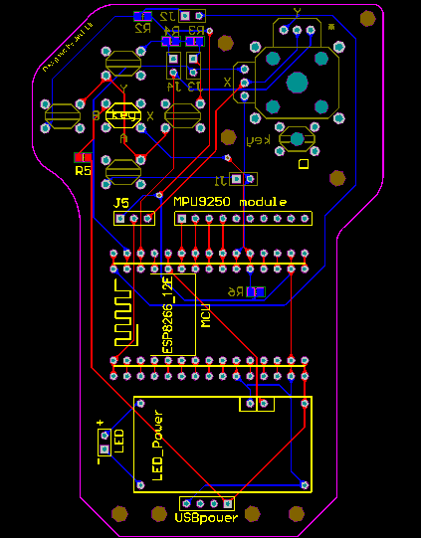 J2
R2
R4
R3
Y
J4
J3
X
Y
key
B
X
A
key
R5
J1
J5
MPU9250 module
R6
ESP8266_12E
MCU
+
LED
-
LED_Power
USBpower